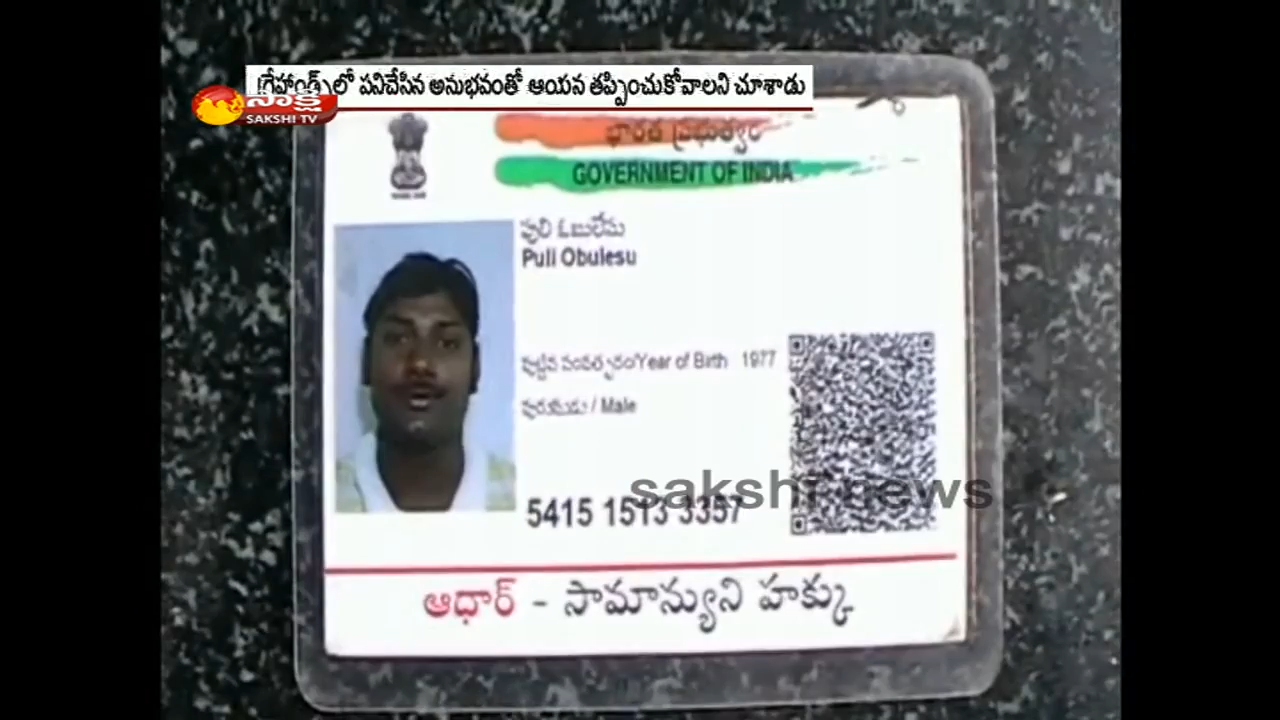 గ్రేహౌండ్స్‌లో పనిచేసిన అనుభవంతో ఆయన తప్పించుకోవాలని చూశాడు
సాక్షి
SAKSHI TV
భారత ప్రభుత్వం
GOVERNMENT OF INDIA
పులి ఓబులేసు
Puli Obulesu
పుట్టిన సంవత్సరం/Year of Birth 1977
పురుషుడు / Male
sakshi news
5415 1513 3357
ఆధార్ - సామాన్యుని హక్కు